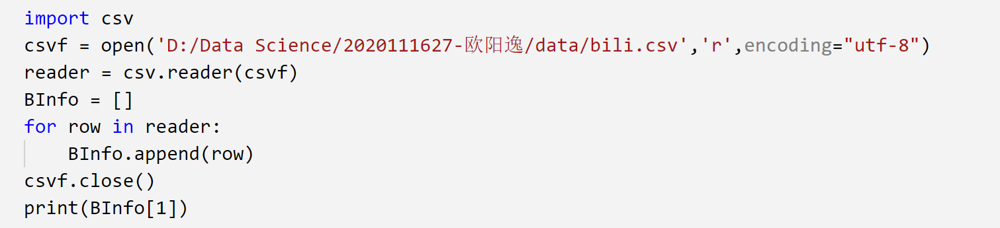 import csv
csvf = open('D:/Data Science/2020111627-欧阳逸/data/bili.csv','r',encoding="utf-8")
reader = csv.reader(csvf)
BInfo = []
for row in reader:
    BInfo.append(row)
csvf.close()
print(BInfo[1])